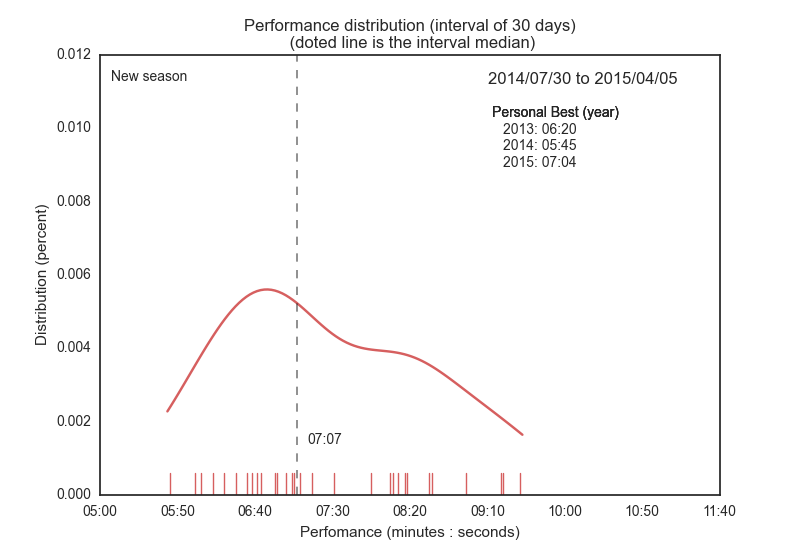 Performance distribution (interval of 30 days)
(doted line is the interval median)
0.012
New season
2014/07/30 to 2015/04/05
Personal Best (year)
2013: 06:20
2014: 05:45
2015: 07:04
0.010
0.008
0.006
0.004
0.002
0.000
Distribution (percent)
07:07
05:00 05:50 06:40 07:30 08:20 09:10 10:00 10:50 11:40
Perfomance (minutes : seconds)